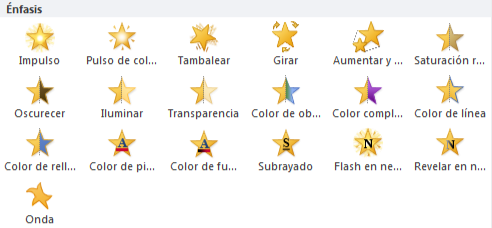 Énfasis
Impulso Pulso de col... Tambalear Girar Aumentar y ... Saturación r...
Oscurecer Iluminar Transparencia Color de ob... Color compl... Color de línea
A A S N N
Color de rell... Color de pi... Color de fu... Subrayado Flash en ne... Revelar en n...
Onda